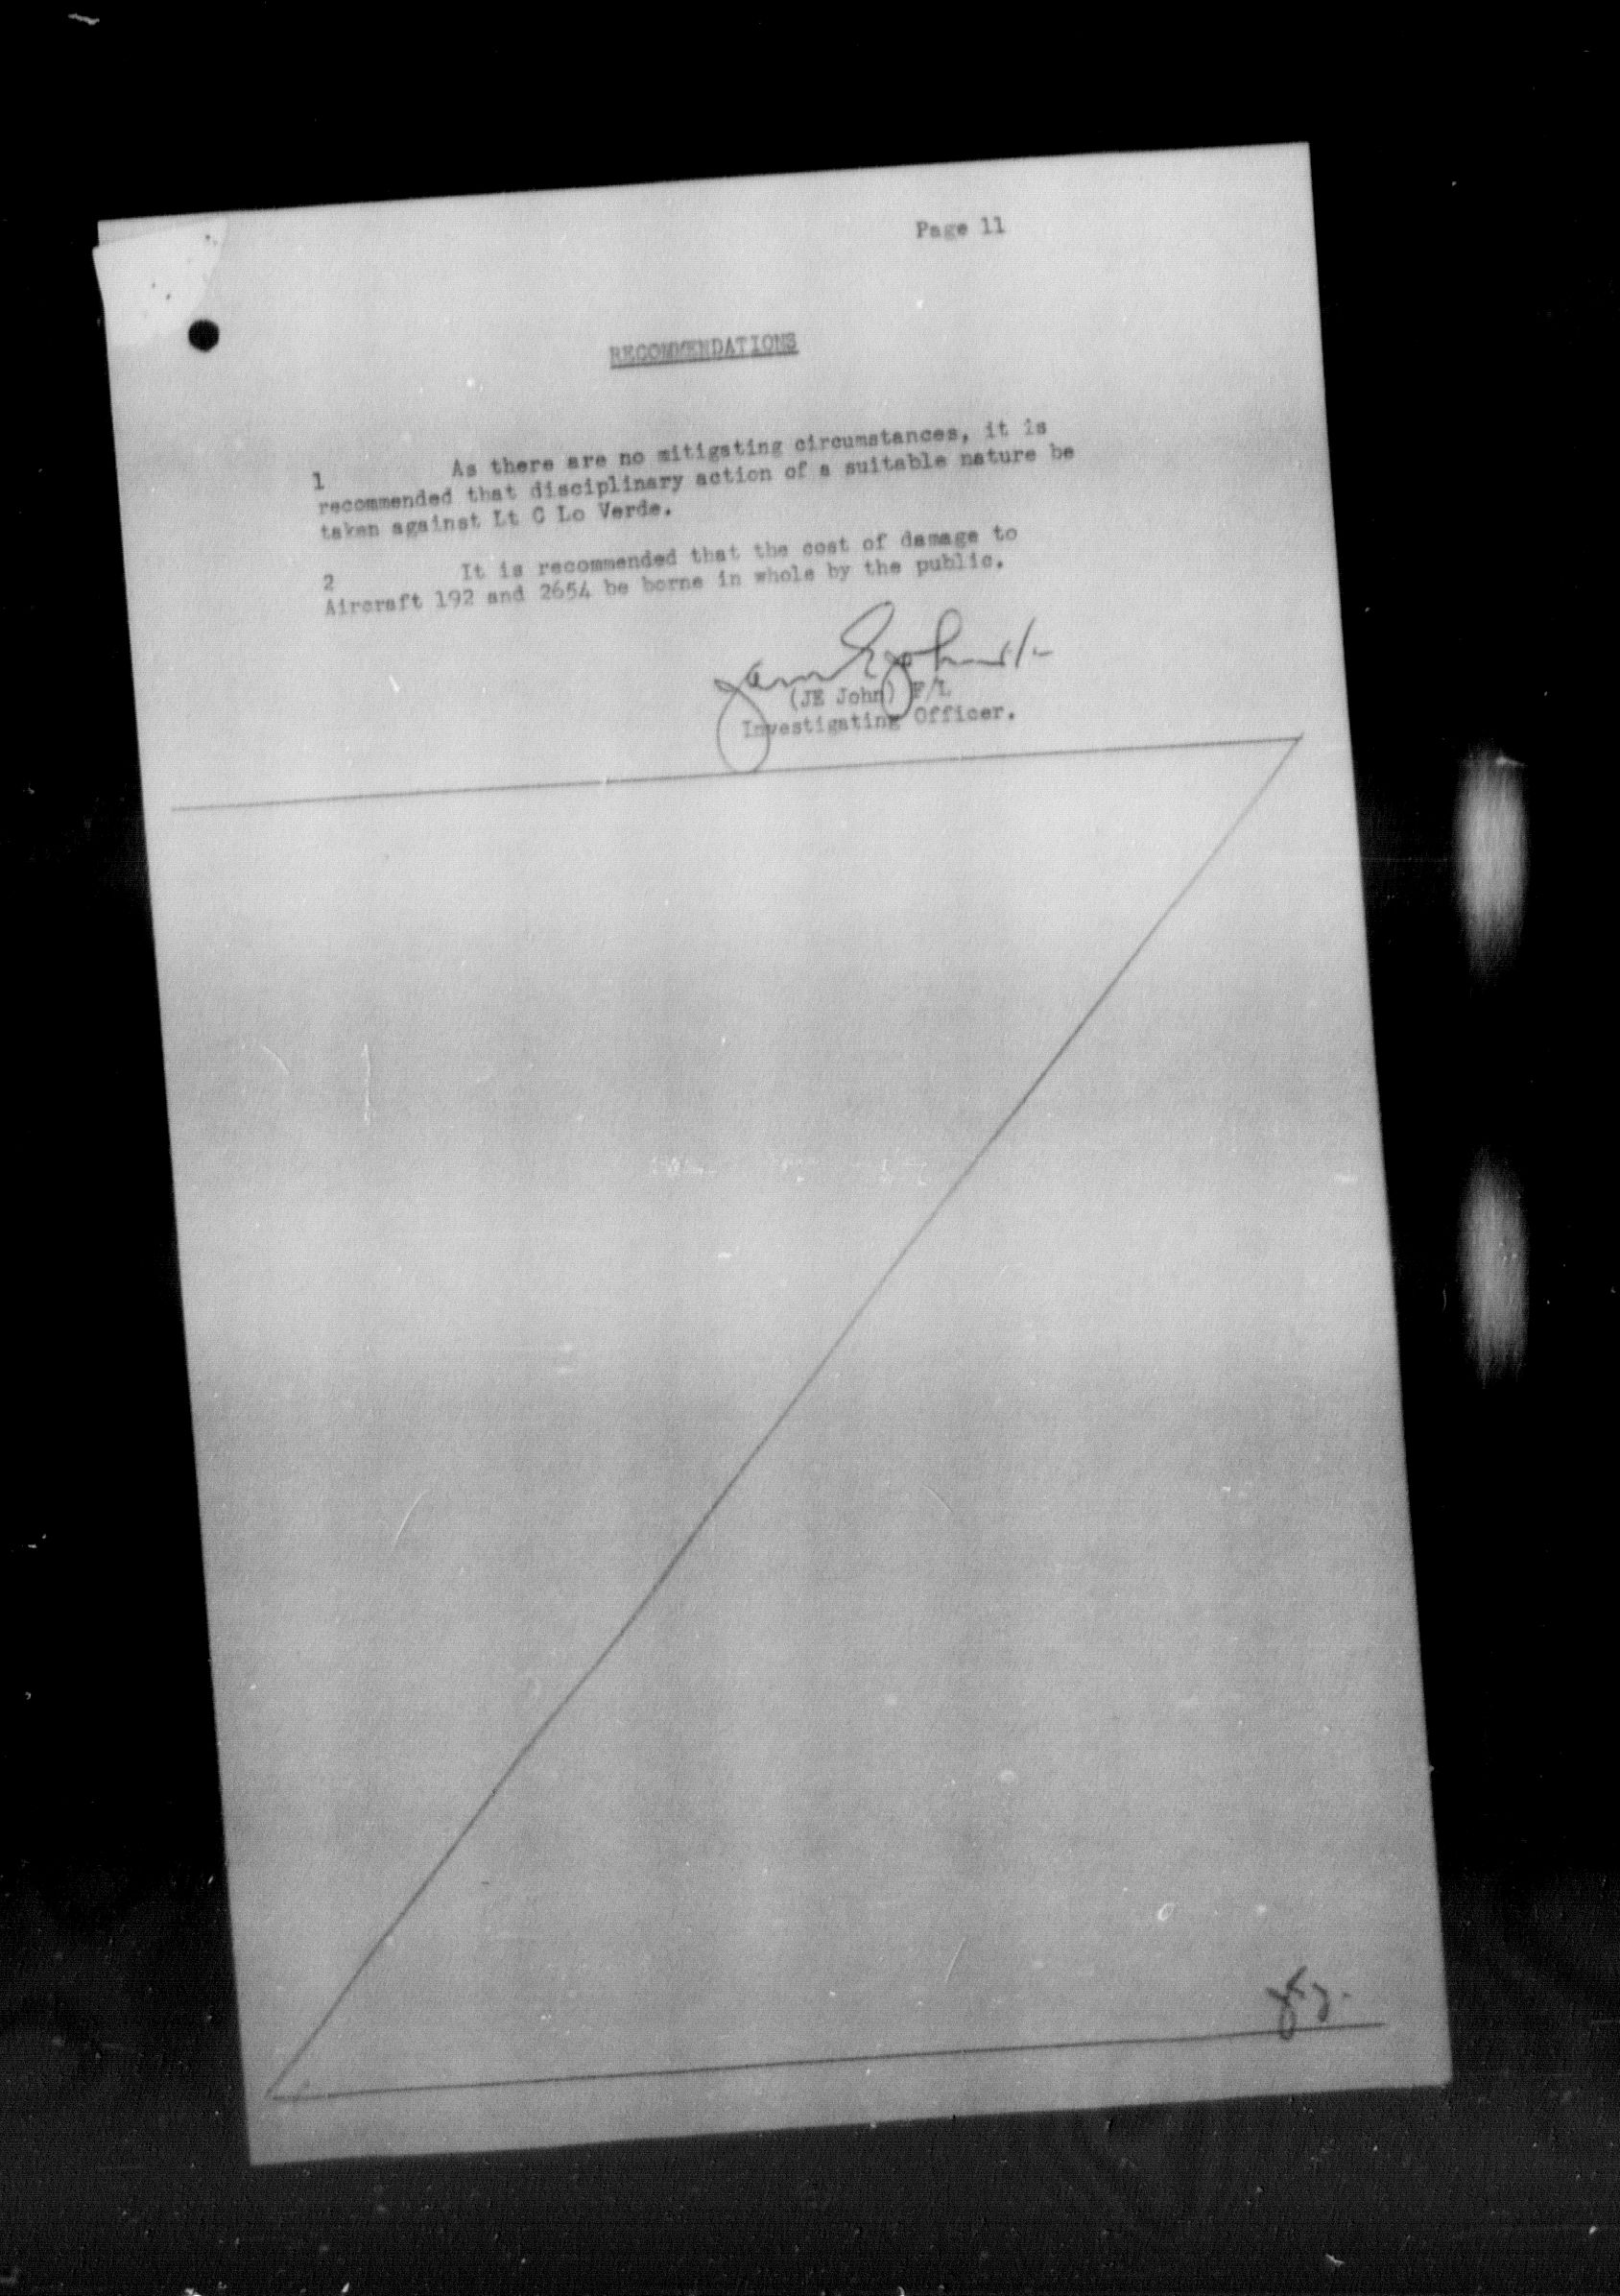 Page 11
RECOMMENDATIONS
1 As there are no mitigating circumstances, it is
recommended that disciplinary action of a suitable nature be
taken against Lt C Lo Verde.
2 It is recommended that the cost of damage to
Aircraft 192 and 2654 be borne in whole by the public.
(JE John) F/L
Investigating Officer.